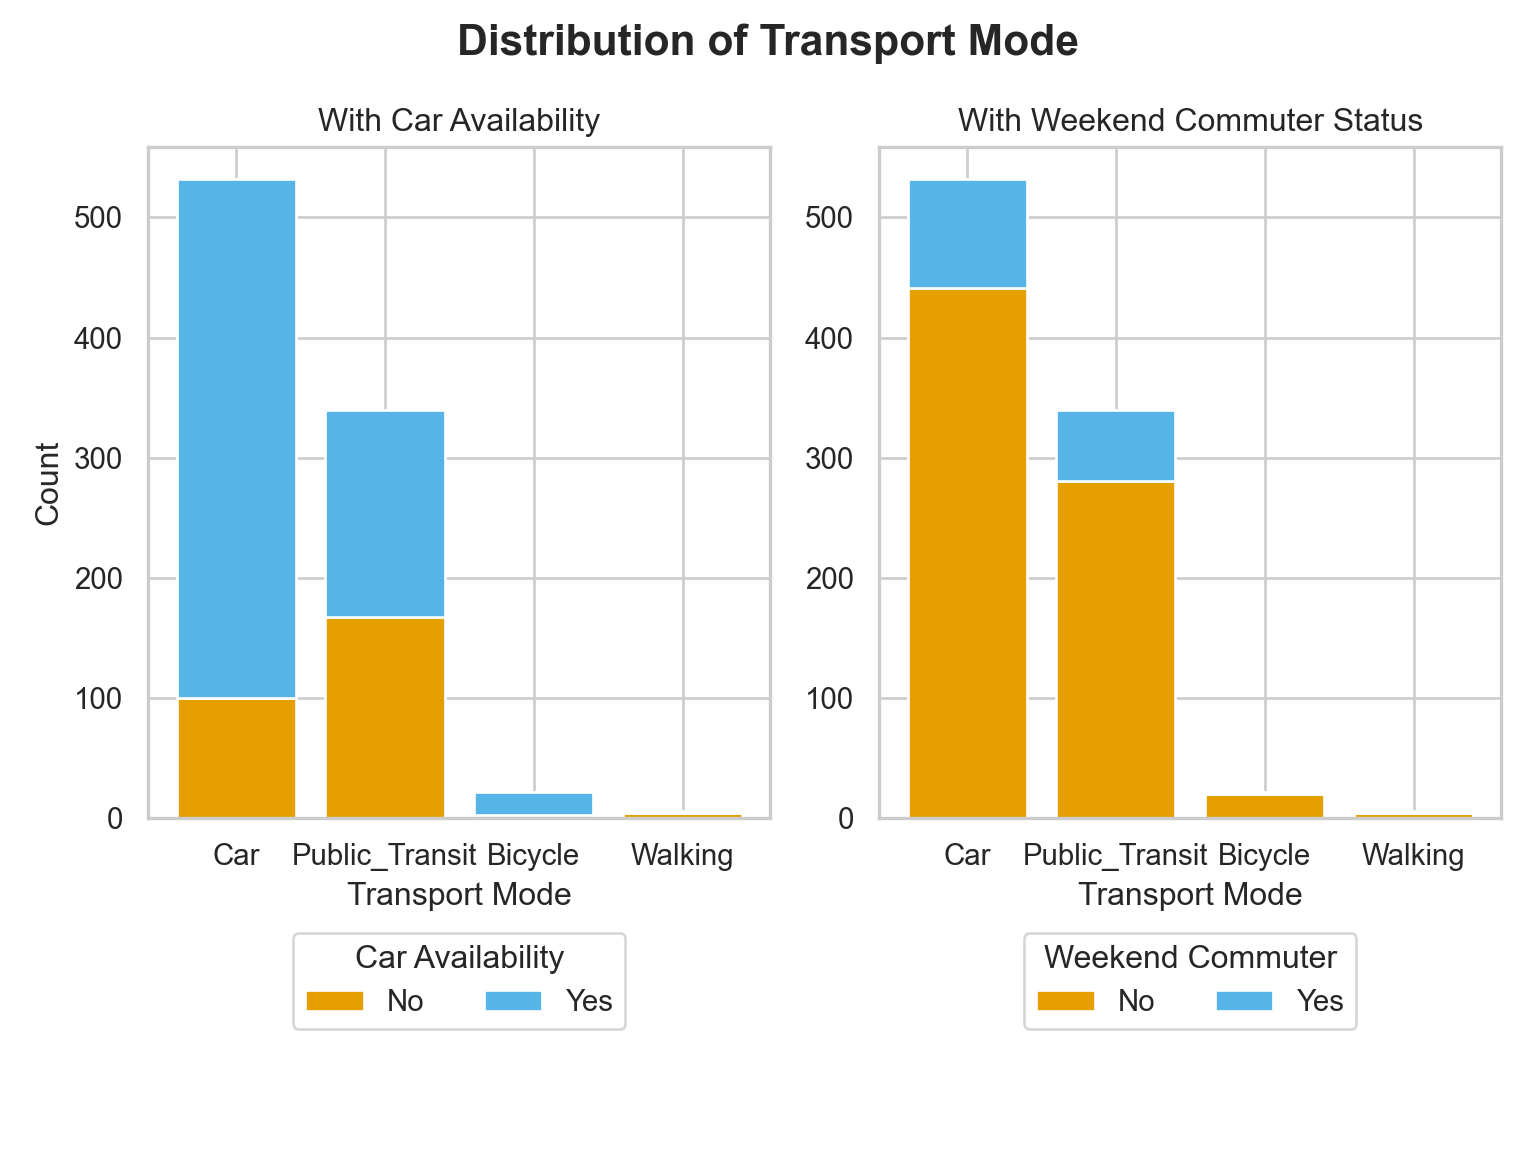 Distribution of Transport Mode
With Car Availability
500
400
300
200
100
0
Count
Car Public_Transit Bicycle Walking
Transport Mode
Car Availability
No Yes
With Weekend Commuter Status
500
400
300
200
100
0
Car Public_Transit Bicycle Walking
Transport Mode
Weekend Commuter
No Yes